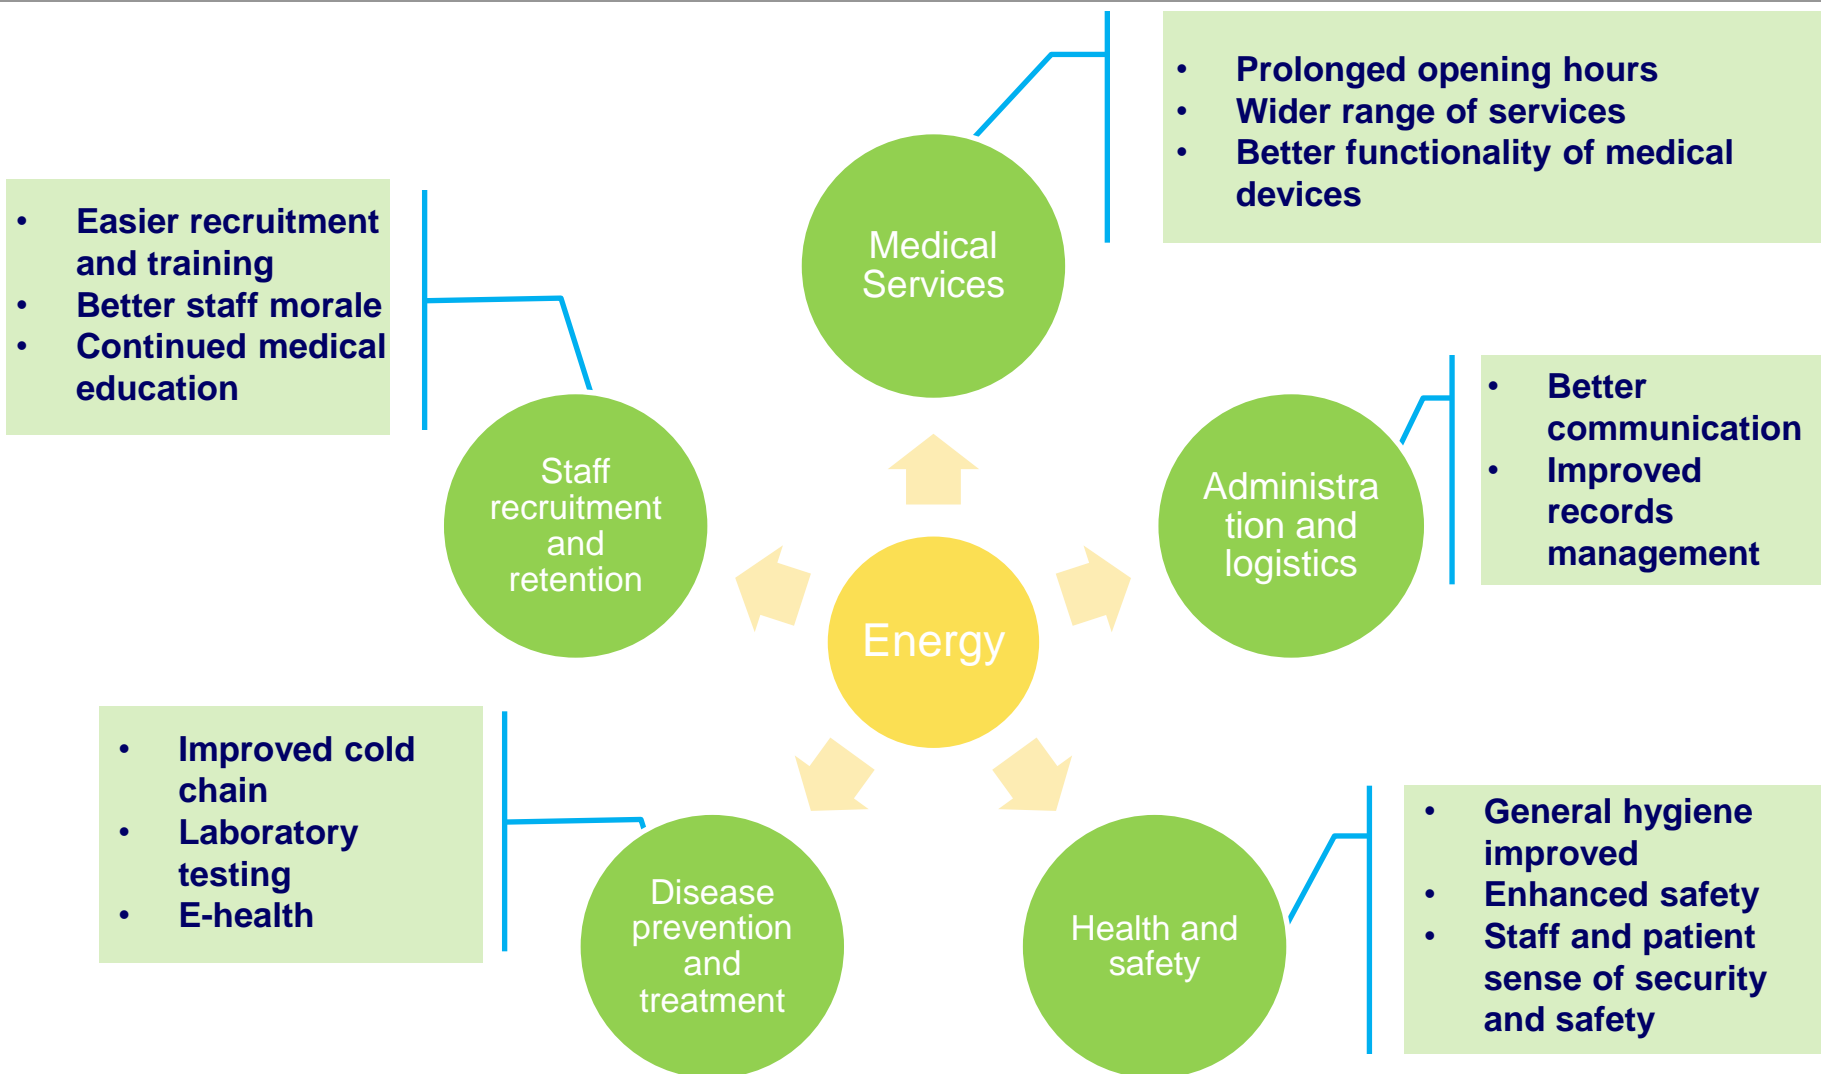 • Prolonged opening hours
• Wider range of services
• Better functionality of medical
devices
Medical
Services
• Easier recruitment
and training
• Better staff morale
• Continued medical
education
Staff
recruitment
and
retention
• Better
communication
• Improved
records
management
Administra
tion and
logistics
Energy
• Improved cold
chain
• Laboratory
testing
• E-health
Disease
prevention
and
treatment
Health and
safety
• General hygiene
improved
• Enhanced safety
• Staff and patient
sense of security
and safety